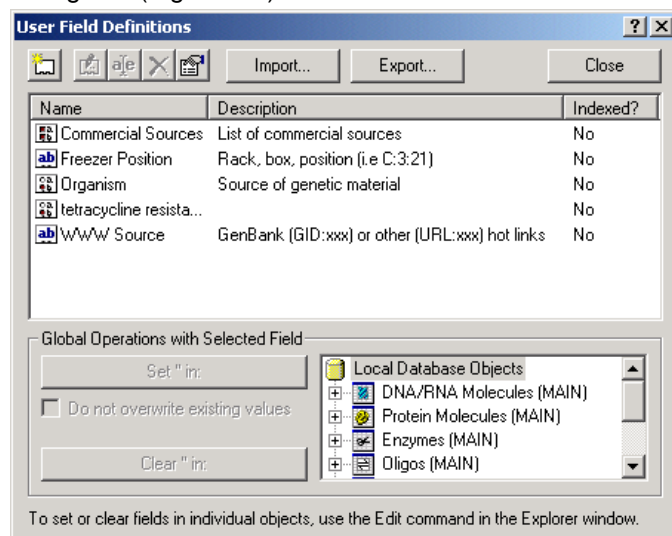 User Field Definitions
Import... Export... Close
Name Description Indexed?
Commercial Sources List of commercial sources No
Freezer Position Rack, box, position (i.e C:3:21) No
Organism Source of genetic material No
tetracycline resista... No
WWW Source GenBank (GID:xxx) or other (URL:xxx) hot links No
Global Operations with Selected Field
Set '' in:
Do not overwrite existing values
Clear '' in:
Local Database Objects
DNA/RNA Molecules (MAIN)
Protein Molecules (MAIN)
Enzymes (MAIN)
Oligos (MAIN)
To set or clear fields in individual objects, use the Edit command in the Explorer window.